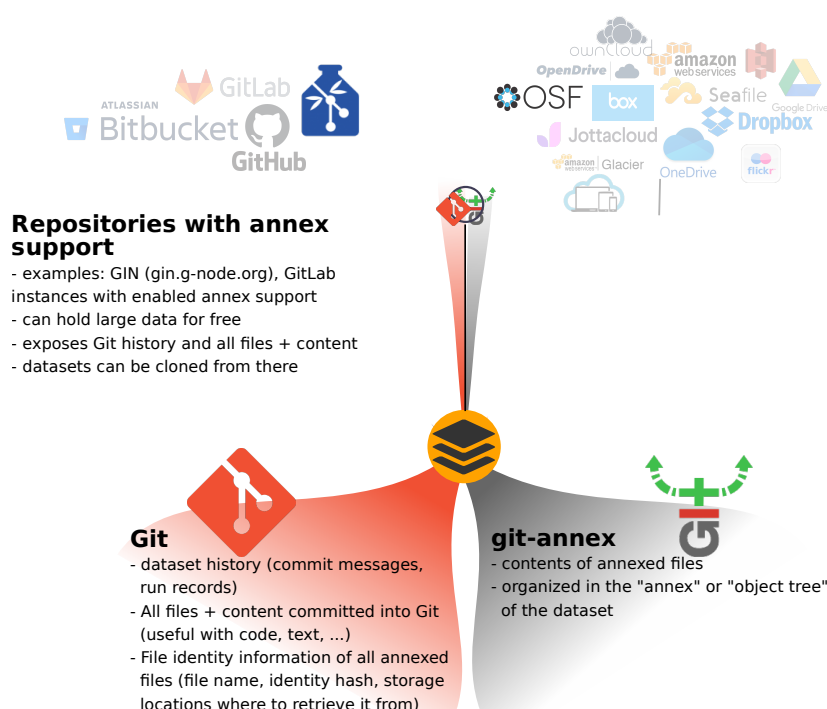 ownCloud
OpenDrive
amazon
webservices
GitLab
ATLASSIAN
Bitbucket
GitHub
OSF
box
Seafile
Google Drive
Dropbox
Jottacloud
amazon
webservices
Glacier
OneDrive
flickr
Repositories with annex
support
- examples: GIN (gin.g-node.org), GitLab
instances with enabled annex support
- can hold large data for free
- exposes Git history and all files + content
- datasets can be cloned from there
Git
- dataset history (commit messages,
run records)
- All files + content committed into Git
(useful with code, text, ...)
- File identity information of all annexed
files (file name, identity hash, storage
locations where to retrieve it from)
git-annex
- contents of annexed files
- organized in the "annex" or "object tree"
of the dataset
GIT